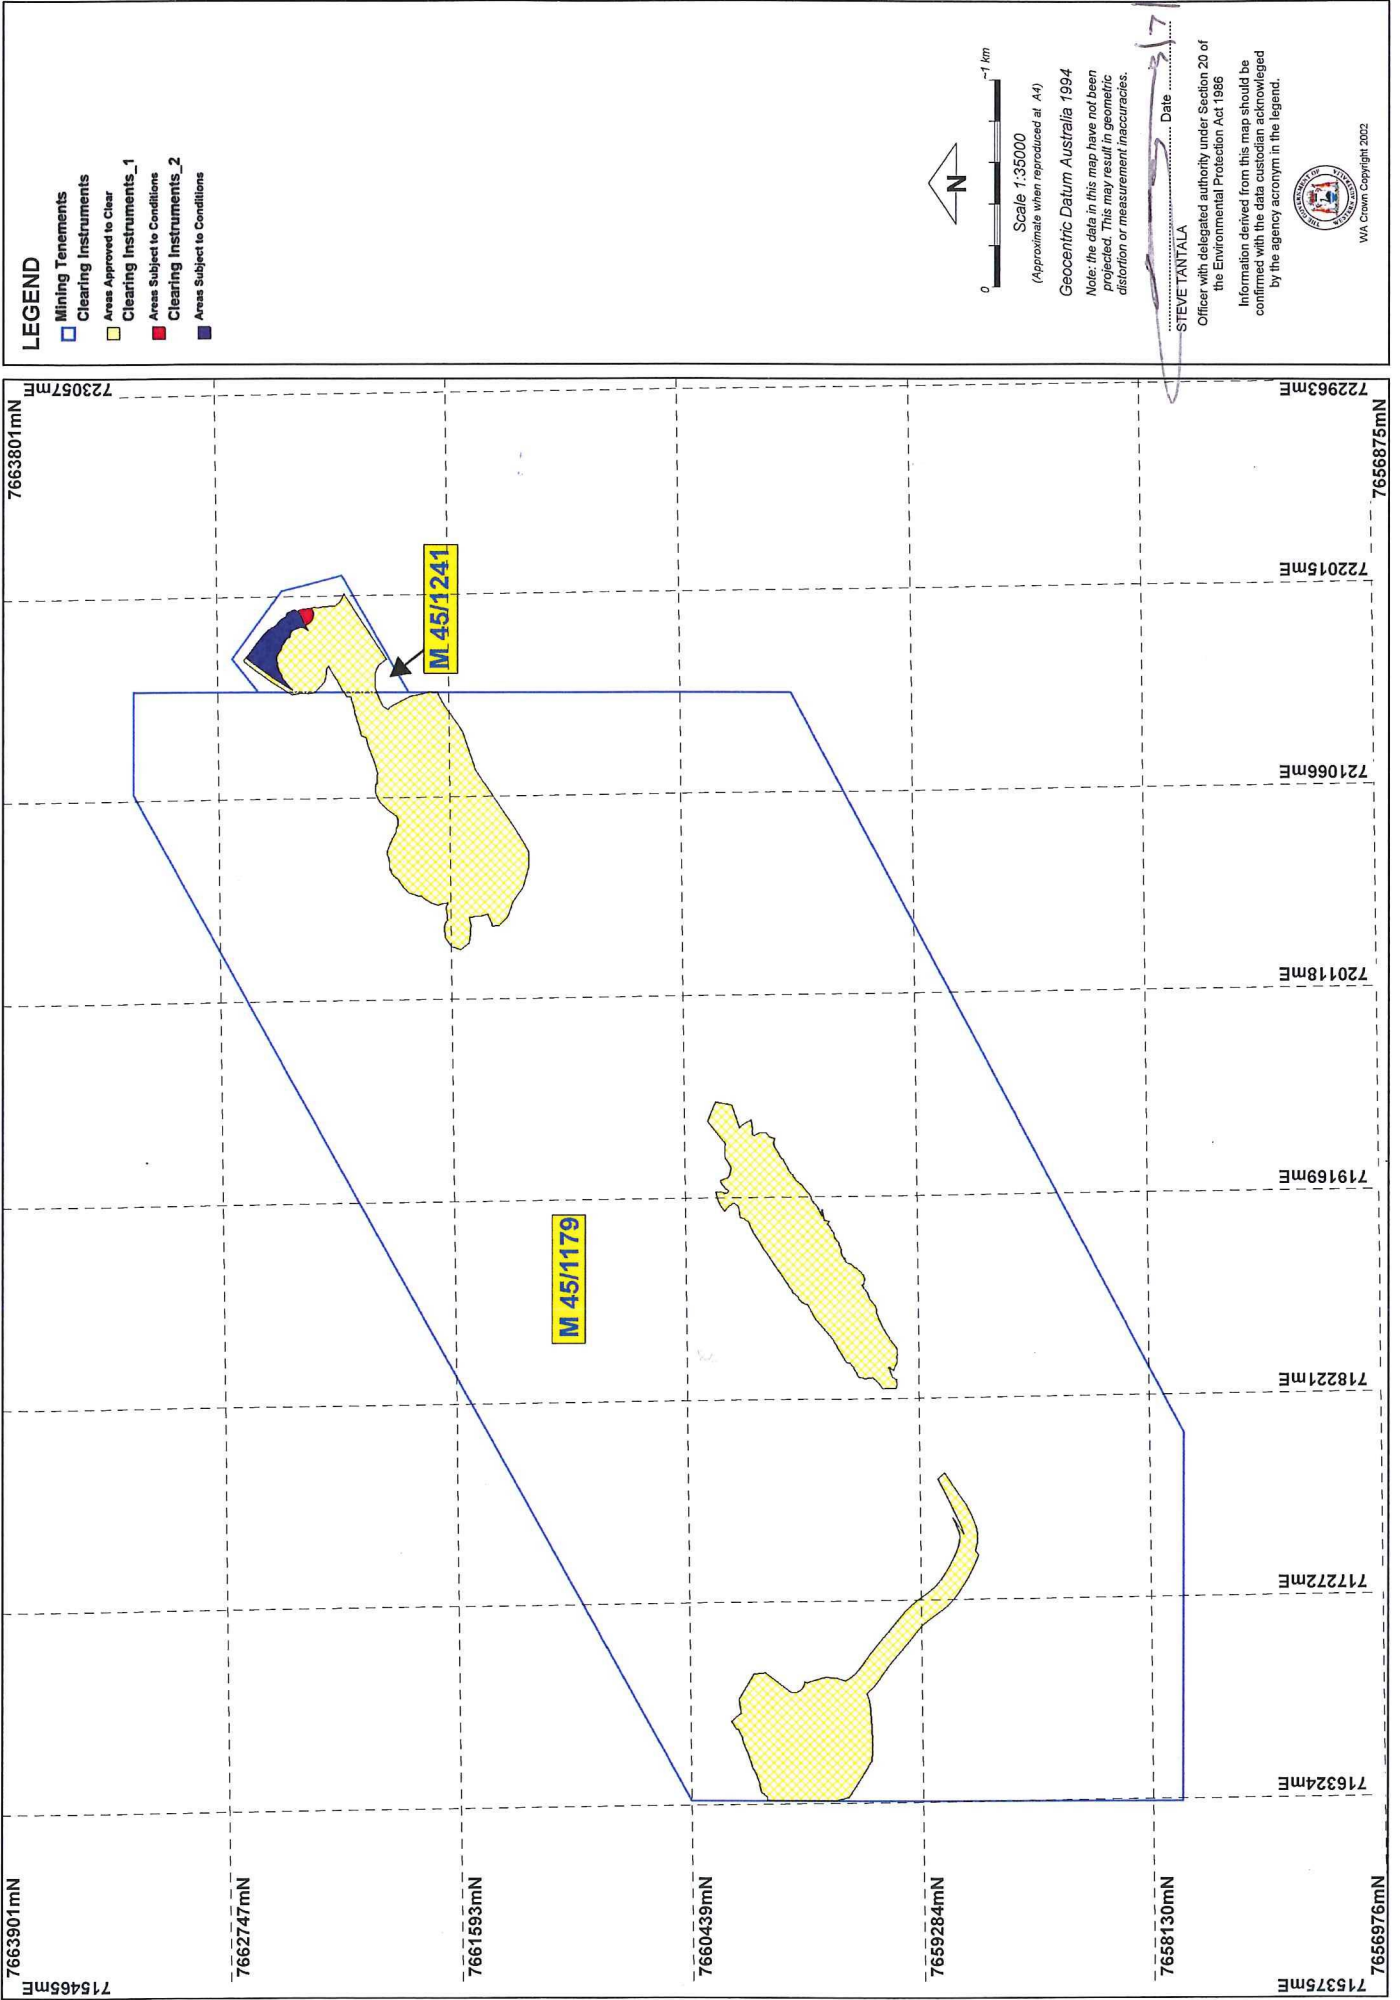 LEGEND
Mining Tenements
Clearing Instruments
Areas Approved to Clear
Clearing Instruments_1
Areas Subject to Conditions
Clearing Instruments_2
Areas Subject to Conditions
N
0 ~1 km
Scale 1:35000
(Approximate when reproduced at A4)
Geocentric Datum Australia 1994
Note: the data in this map have not been
projected. This may result in geometric
distortion or measurement inaccuracies.
Date
STEVE TANTALA
Officer with delegated authority under Section 20 of
the Environmental Protection Act 1986
Information derived from this map should be
confirmed with the data custodian acknowleged
by the agency acronym in the legend.
THE GOVERNMENT OF
WESTERN AUSTRALIA
WA Crown Copyright 2002
7663901mN
7663801mN
7662747mN
7661593mN
7660439mN
7659284mN
7658130mN
7656976mN
7656875mN
715465mE
723057mE
715375mE
716324mE
717272mE
718221mE
719169mE
720118mE
721066mE
722015mE
722963mE
M 45/1241
M 45/1179